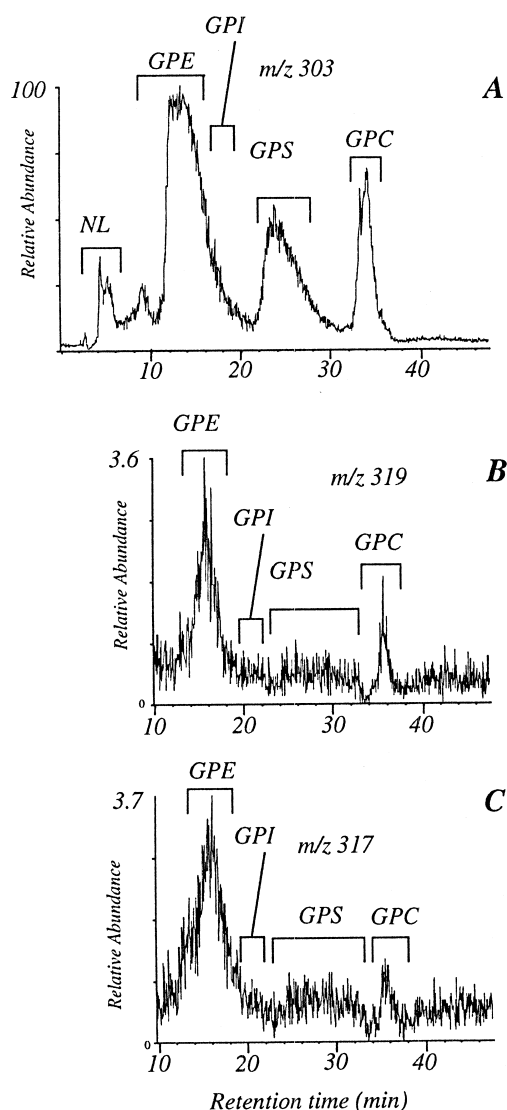 GPI
GPE
m/z 303
A
100
GPC
GPS
NL
Relative Abundance
10 20 30 40
GPE
3.6
m/z 319
B
GPI
GPC
GPS
Relative Abundance
0
10 20 30 40
GPE
3.7
C
GPI
m/z 317
GPS GPC
Relative Abundance
0
10 20 30 40
Retention time (min)